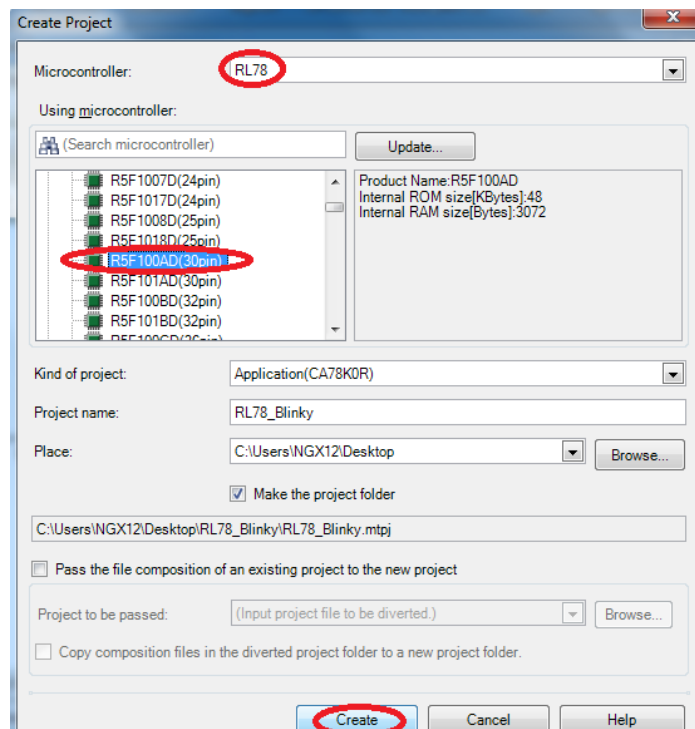 Create Project
Microcontroller:
RL78
Using microcontroller:
(Search microcontroller)
Update...
R5F1007D(24pin)
R5F1017D(24pin)
R5F1008D(25pin)
R5F1018D(25pin)
R5F100AD(30pin)
R5F101AD(30pin)
R5F100BD(32pin)
R5F101BD(32pin)
Product Name:R5F100AD
Internal ROM size[KBytes]:48
Internal RAM size[Bytes]:3072
Kind of project:
Application(CA78K0R)
Project name:
RL78_Blinky
Place:
C:\Users\NGX12\Desktop
Browse...
Make the project folder
C:\Users\NGX12\Desktop\RL78_Blinky\RL78_Blinky.mtpj
Pass the file composition of an existing project to the new project
Project to be passed:
(Input project file to be diverted.)
Browse...
Copy composition files in the diverted project folder to a new project folder.
Create
Cancel
Help